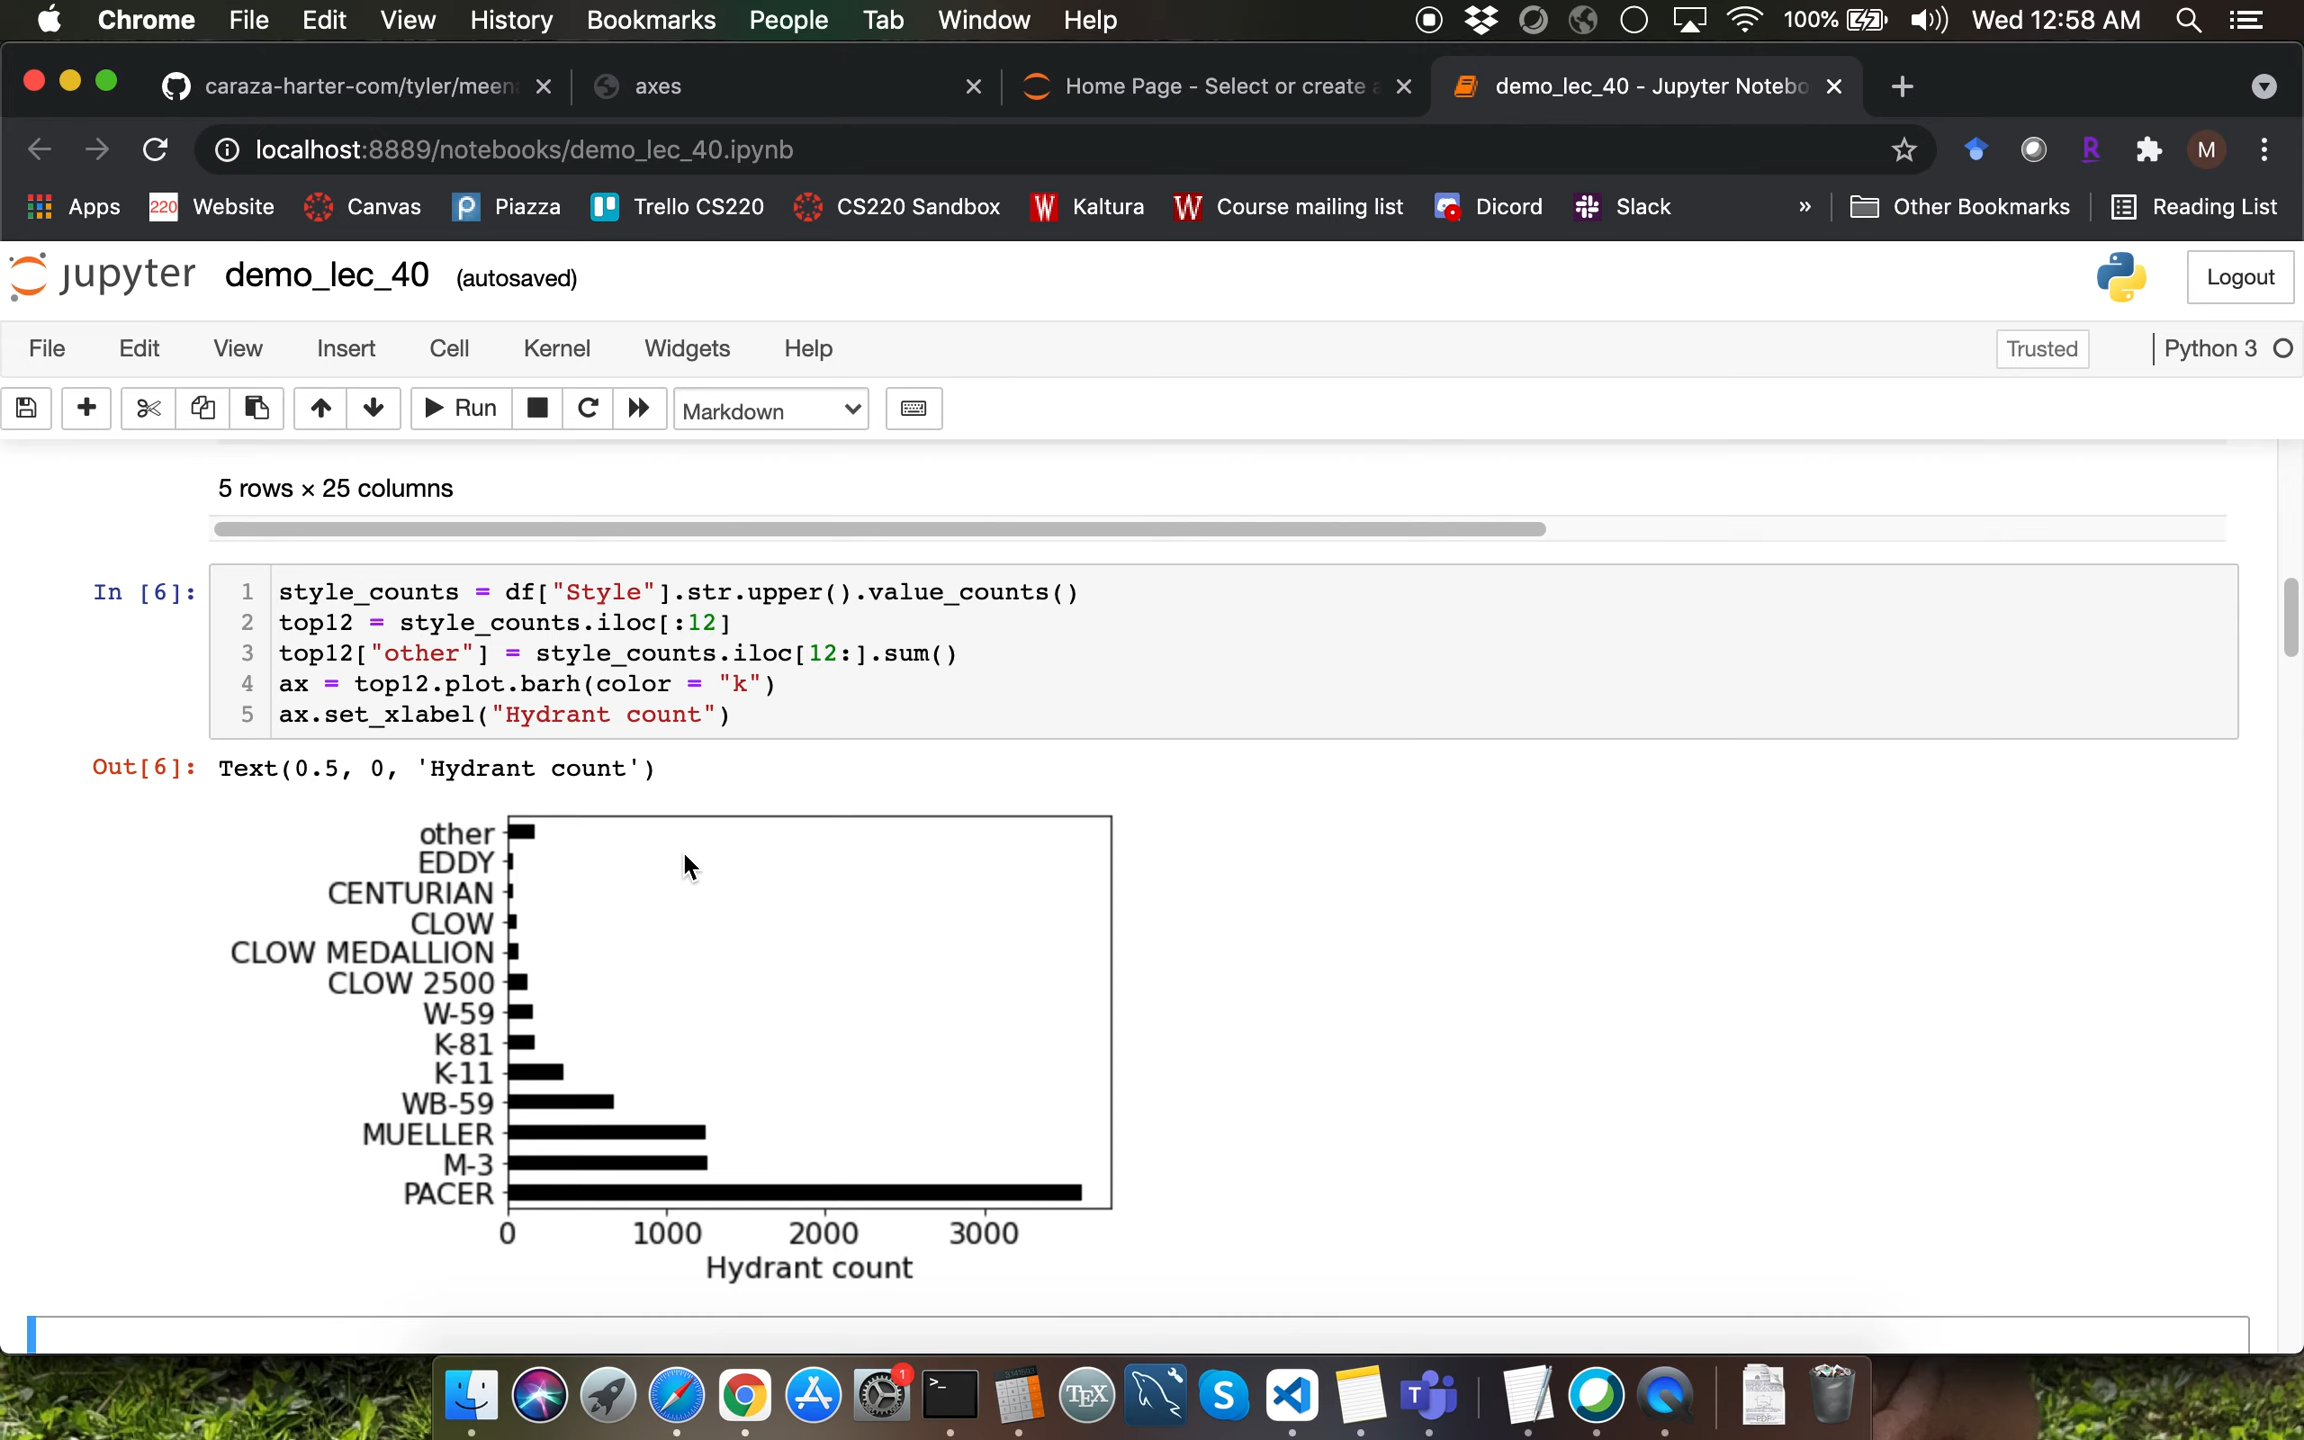 Chrome File Edit View History Bookmarks People Tab Window Help 100% Wed 12:58 AM
caraza-harter-com/tyler/meen axes Home Page - Select or create a demo_lec_40 - Jupyter Notebo
localhost:8889/notebooks/demo_lec_40.ipynb R M
Apps 220 Website Canvas P Piazza Trello CS220 CS220 Sandbox W Kaltura W Course mailing list Dicord Slack » Other Bookmarks Reading List
jupyter demo_lec_40 (autosaved) Logout
File Edit View Insert Cell Kernel Widgets Help Trusted Python 3
Run Markdown
5 rows × 25 columns
In [6]: 1 style_counts = df["Style"].str.upper().value_counts()
2 top12 = style_counts.iloc[:12]
3 top12["other"] = style_counts.iloc[12:].sum()
4 ax = top12.plot.barh(color = "k")
5 ax.set_xlabel("Hydrant count")
Out[6]: Text(0.5, 0, 'Hydrant count')
other
EDDY
CENTURIAN
CLOW
CLOW MEDALLION
CLOW 2500
W-59
K-81
K-11
WB-59
MUELLER
M-3
PACER
0 1000 2000 3000
Hydrant count
1 >_ TEX S T PDF